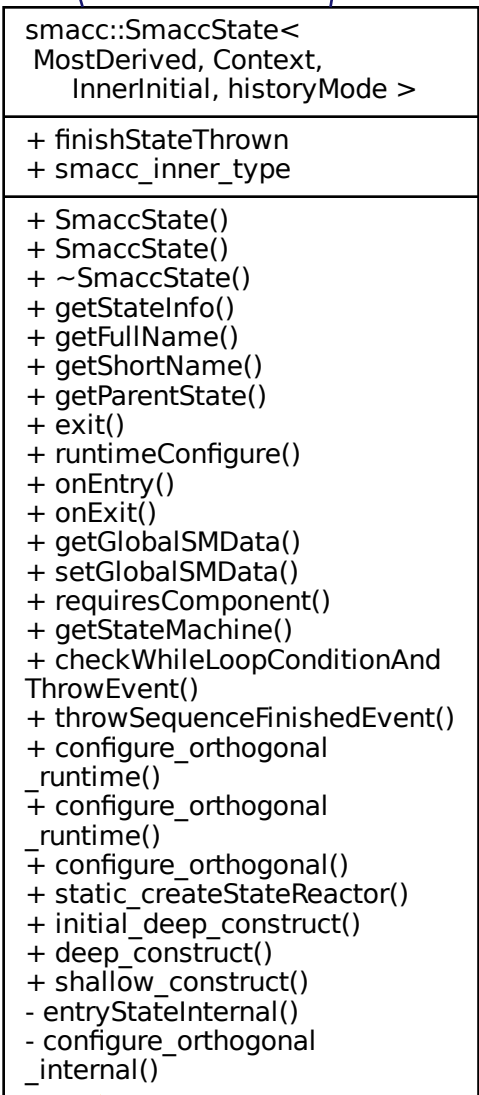 smacc::SmaccState<
MostDerived, Context,
InnerInitial, historyMode >
+ finishStateThrown
+ smacc_inner_type
+ SmaccState()
+ SmaccState()
+ ~SmaccState()
+ getStateInfo()
+ getFullName()
+ getShortName()
+ getParentState()
+ exit()
+ runtimeConfigure()
+ onEntry()
+ onExit()
+ getGlobalSMData()
+ setGlobalSMData()
+ requiresComponent()
+ getStateMachine()
+ checkWhileLoopConditionAnd
ThrowEvent()
+ throwSequenceFinishedEvent()
+ configure_orthogonal
_runtime()
+ configure_orthogonal
_runtime()
+ configure_orthogonal()
+ static_createStateReactor()
+ initial_deep_construct()
+ deep_construct()
+ shallow_construct()
- entryStateInternal()
- configure_orthogonal
_internal()